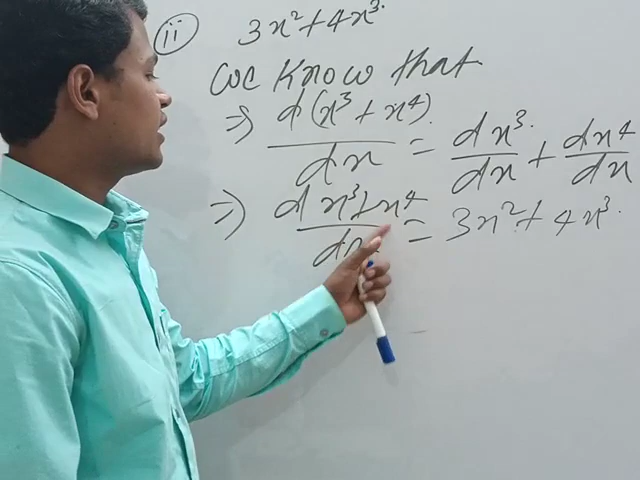 ii 3x² + 4x³.
We Know that
⇒ d(x³ + x⁴)/dx = dx³/dx + dx⁴/dx
⇒ d x³+x⁴/dx = 3x² + 4x³.